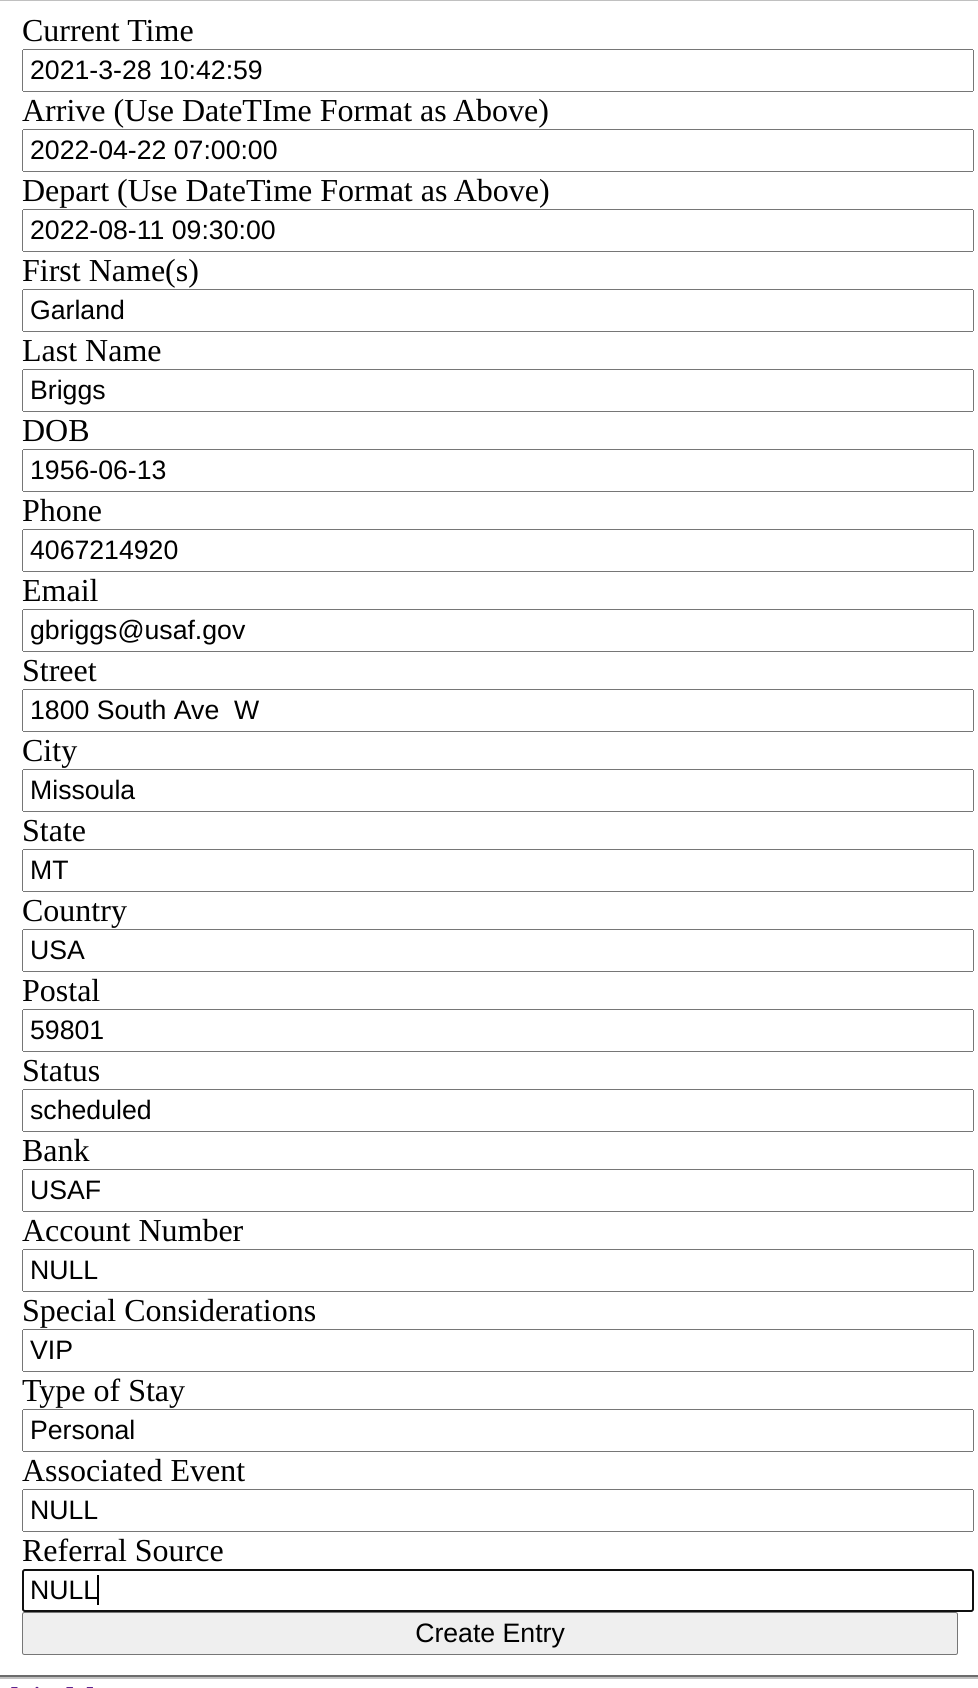 Current Time
2021-3-28 10:42:59
Arrive (Use DateTIme Format as Above)
2022-04-22 07:00:00
Depart (Use DateTime Format as Above)
2022-08-11 09:30:00
First Name(s)
Garland
Last Name
Briggs
DOB
1956-06-13
Phone
4067214920
Email
gbriggs@usaf.gov
Street
1800 South Ave  W
City
Missoula
State
MT
Country
USA
Postal
59801
Status
scheduled
Bank
USAF
Account Number
NULL
Special Considerations
VIP
Type of Stay
Personal
Associated Event
NULL
Referral Source
NULL
Create Entry